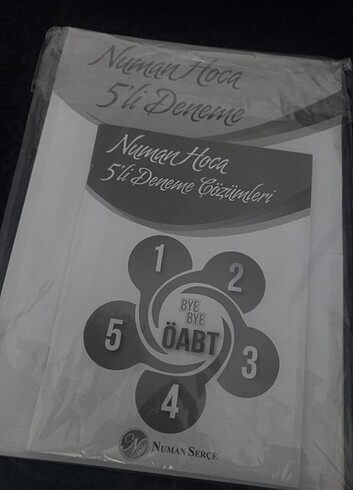 Numan Hoca
5'li Deneme
Numan Hoca
5'li Deneme Çözümleri
1
2
3
4
5
BYE
BYE
ÖABT
NUMAN SERÇE